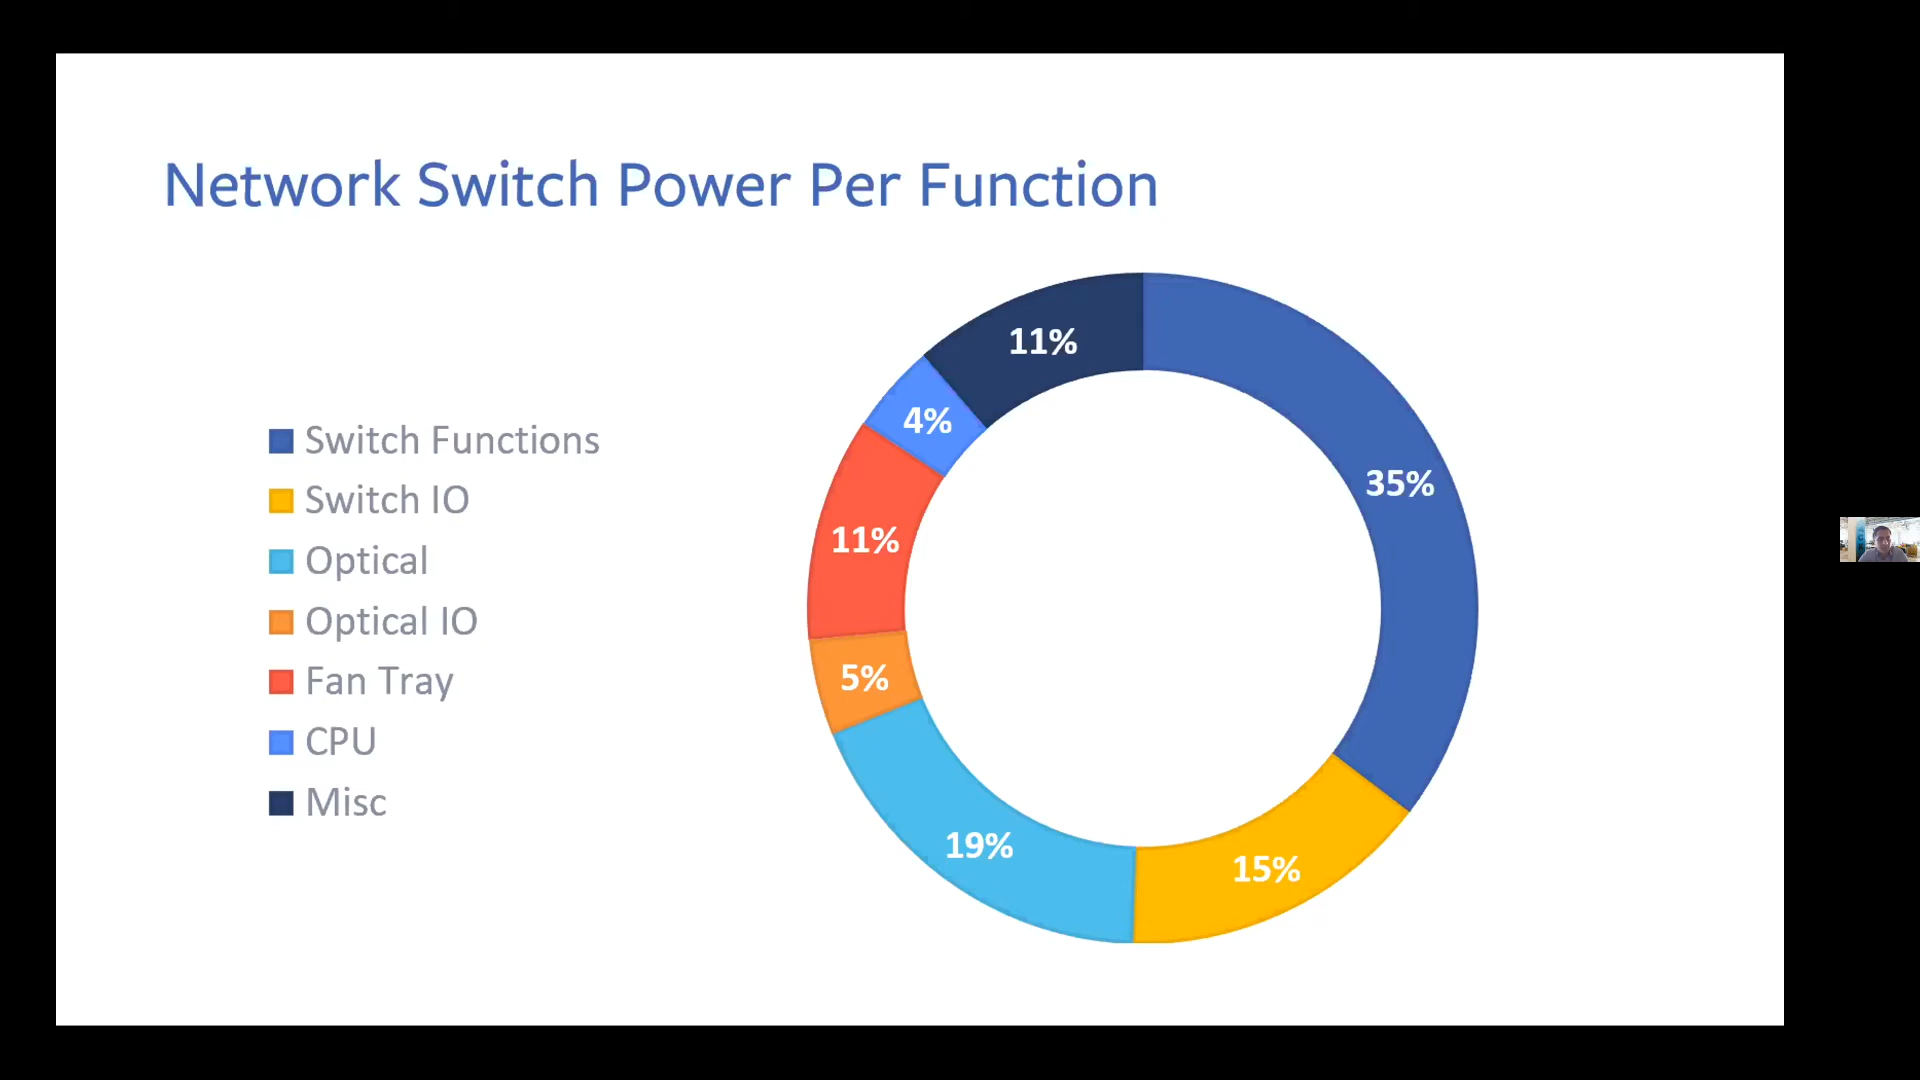 Network Switch Power Per Function
11%
4%
35%
Switch Functions
Switch IO
11%
Optical
Optical IO
5%
Fan Tray
CPU
Misc
19%
15%